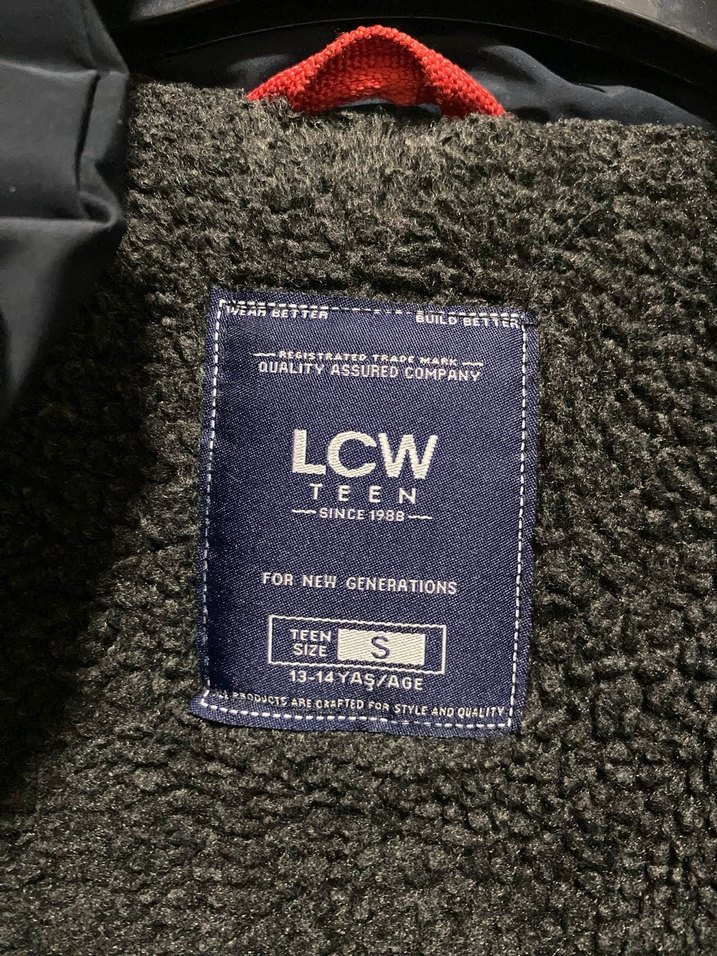 WEAR BETTER BUILD BETTER
REGISTRATED TRADE MARK
QUALITY ASSURED COMPANY
LCW
TEEN
SINCE 1988
FOR NEW GENERATIONS
TEEN
SIZE
S
13-14 YAŞ/AGE
PRODUCTS ARE CRAFTED FOR STYLE AND QUALITY